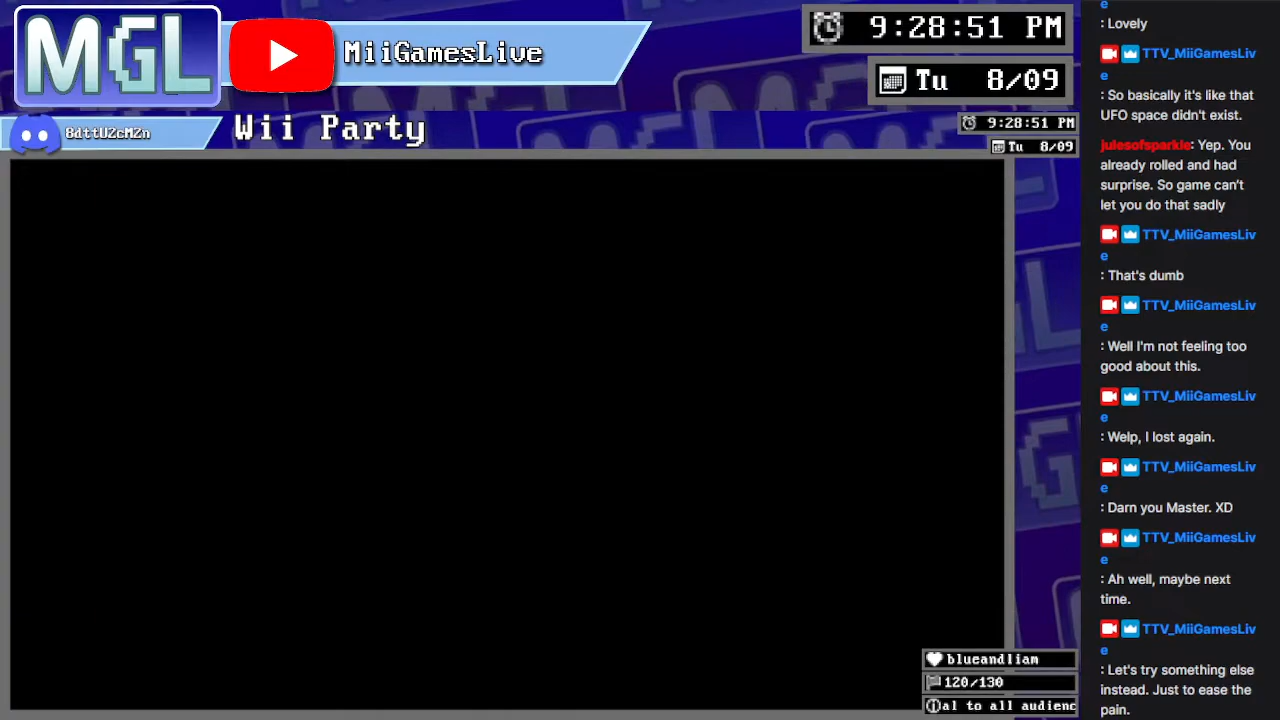 MGL
MiiGamesLive
9:28:51 PM
Tu 8/09
8dttUZcMZn
Wii Party
9:28:51 PM
Tu 8/09
blueandliam
120/130
al to all audienc
e
: Lovely
TTV_MiiGamesLiv
e
: So basically it's like that
UFO space didn't exist.
julesofsparkle: Yep. You
already rolled and had
surprise. So game can't
let you do that sadly
TTV_MiiGamesLiv
e
: That's dumb
TTV_MiiGamesLiv
e
: Well I'm not feeling too
good about this.
TTV_MiiGamesLiv
e
: Welp, I lost again.
TTV_MiiGamesLiv
e
: Darn you Master. XD
TTV_MiiGamesLiv
e
: Ah well, maybe next
time.
TTV_MiiGamesLiv
e
: Let's try something else
instead. Just to ease the
pain.